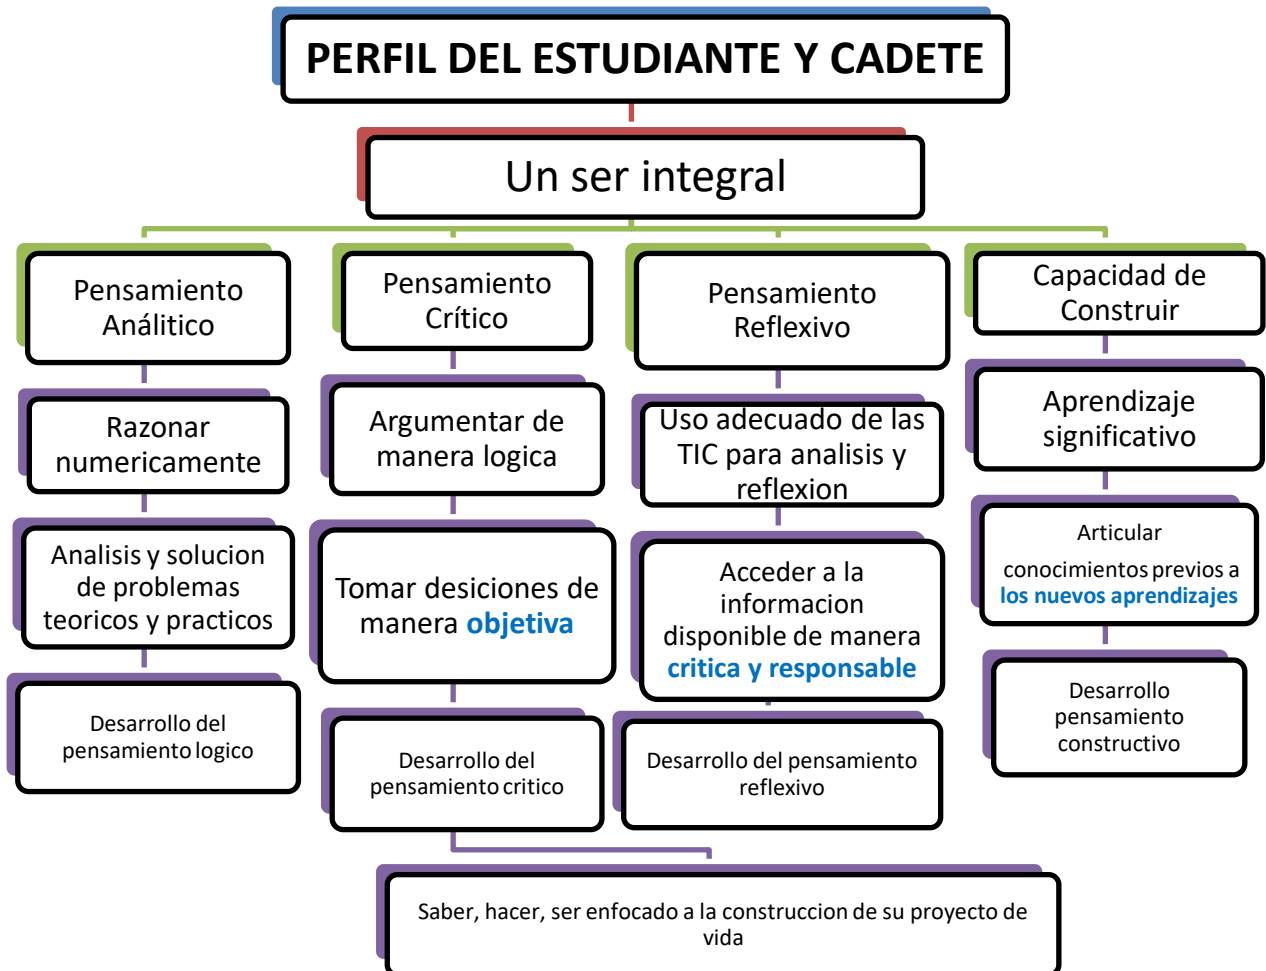 PERFIL DEL ESTUDIANTE Y CADETE
Un ser integral
Pensamiento
Análitico
Razonar
numericamente
Analisis y solucion
de problemas
teoricos y practicos
Desarrollo del
pensamiento logico
Pensamiento
Crítico
Argumentar de
manera logica
Tomar desiciones de
manera objetiva
Desarrollo del
pensamiento critico
Pensamiento
Reflexivo
Uso adecuado de las
TIC para analisis y
reflexion
Acceder a la
informacion
disponible de manera
critica y responsable
Desarrollo del pensamiento
reflexivo
Capacidad de
Construir
Aprendizaje
significativo
Articular
conocimientos previos a
los nuevos aprendizajes
Desarrollo
pensamiento
constructivo
Saber, hacer, ser enfocado a la construccion de su proyecto de
vida